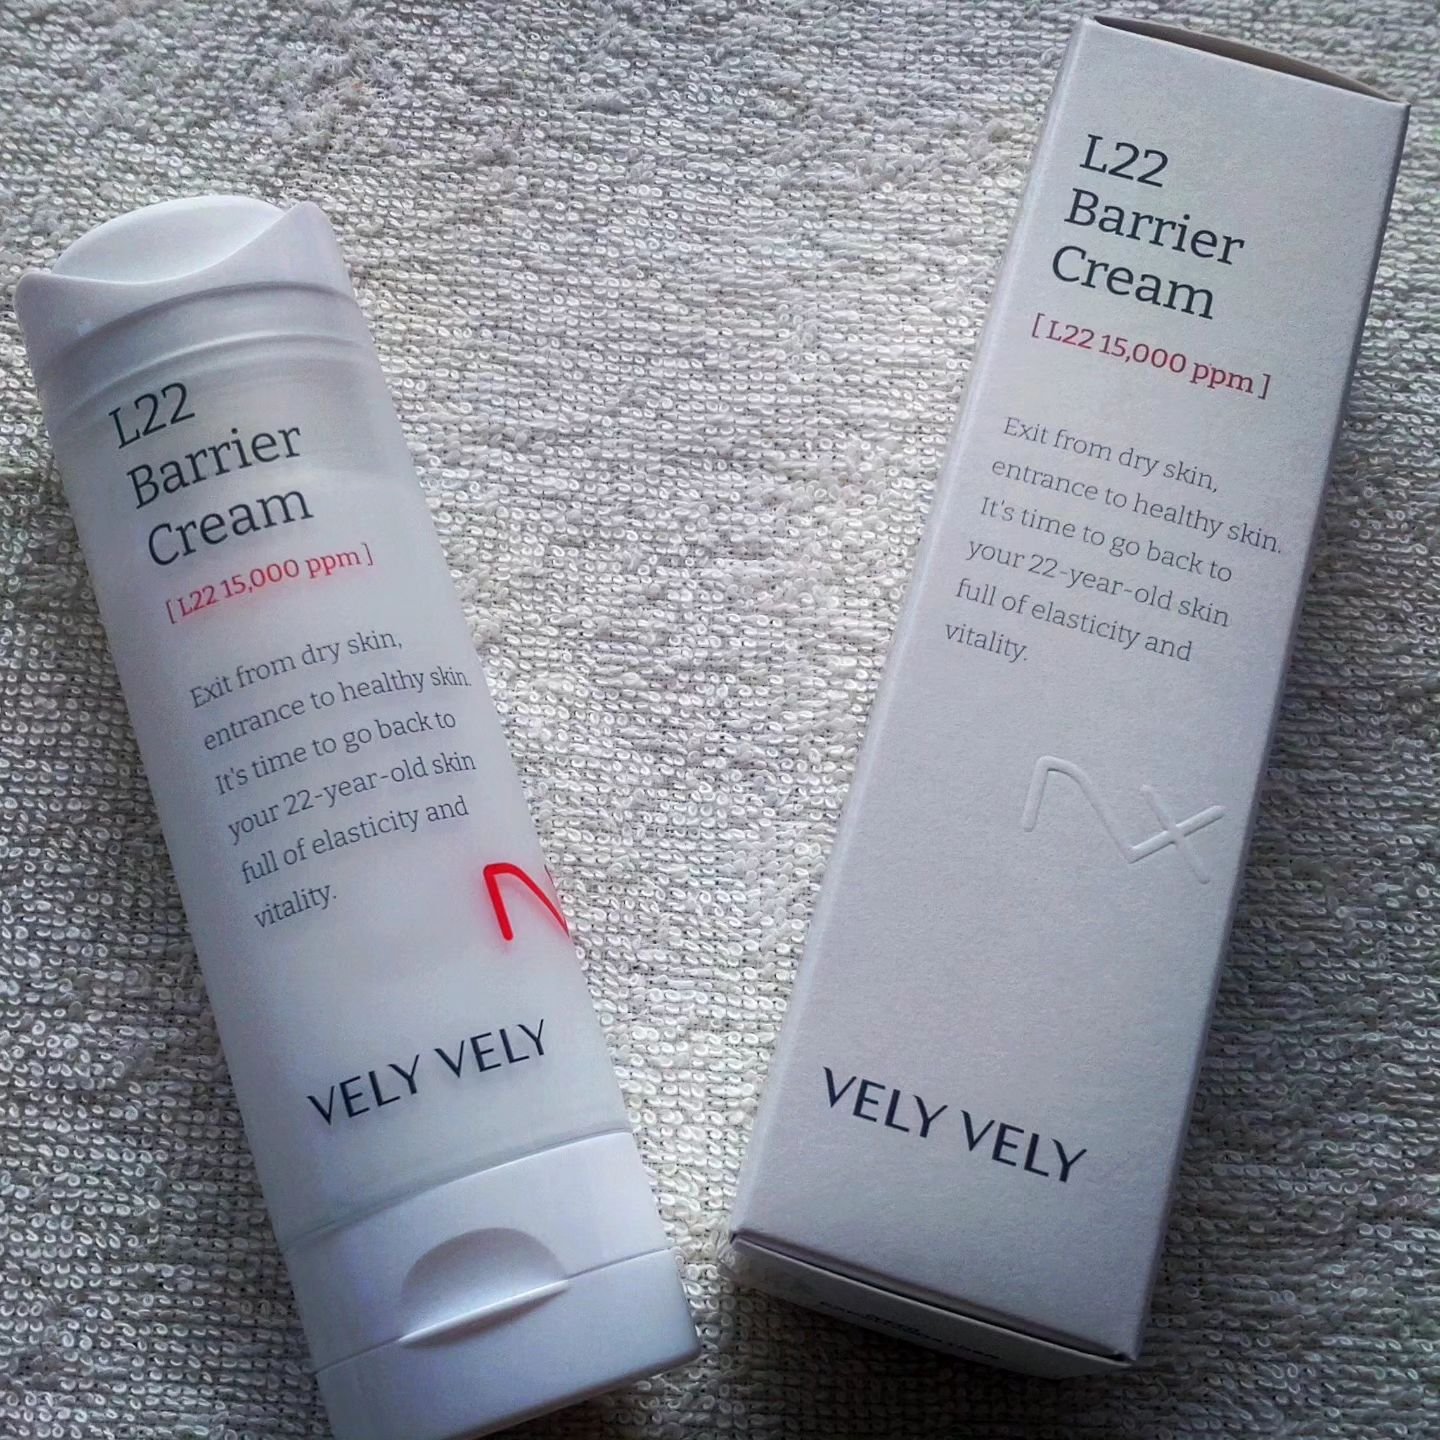 L22
Barrier
Cream
[ L22 15,000 ppm ]
Exit from dry skin,
entrance to healthy skin.
It's time to go back to
your 22-year-old skin
full of elasticity and
vitality.
VELY VELY
L22
Barrier
Cream
[ L22 15,000 ppm ]
Exit from dry skin,
entrance to healthy skin.
It's time to go back to
your 22-year-old skin
full of elasticity and
vitality.
VELY VELY